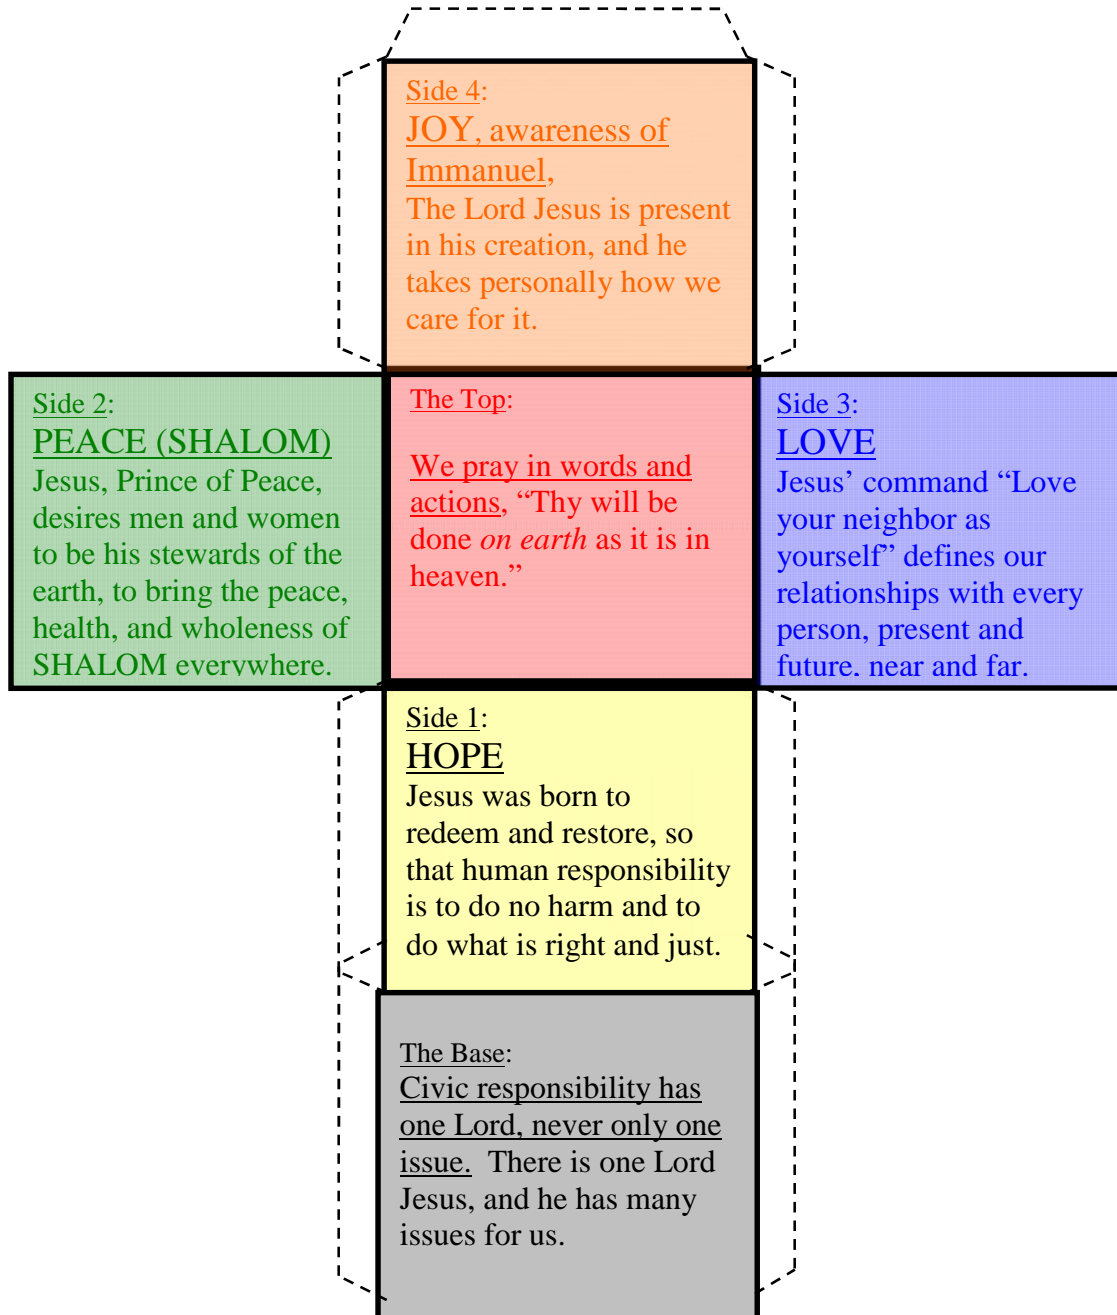 Side 4:
JOY, awareness of
Immanuel,
The Lord Jesus is present
in his creation, and he
takes personally how we
care for it.
Side 2:
PEACE (SHALOM)
Jesus, Prince of Peace,
desires men and women
to be his stewards of the
earth, to bring the peace,
health, and wholeness of
SHALOM everywhere.
The Top:
We pray in words and
actions, “Thy will be
done on earth as it is in
heaven.”
Side 3:
LOVE
Jesus’ command “Love
your neighbor as
yourself” defines our
relationships with every
person, present and
future, near and far.
Side 1:
HOPE
Jesus was born to
redeem and restore, so
that human responsibility
is to do no harm and to
do what is right and just.
The Base:
Civic responsibility has
one Lord, never only one
issue. There is one Lord
Jesus, and he has many
issues for us.